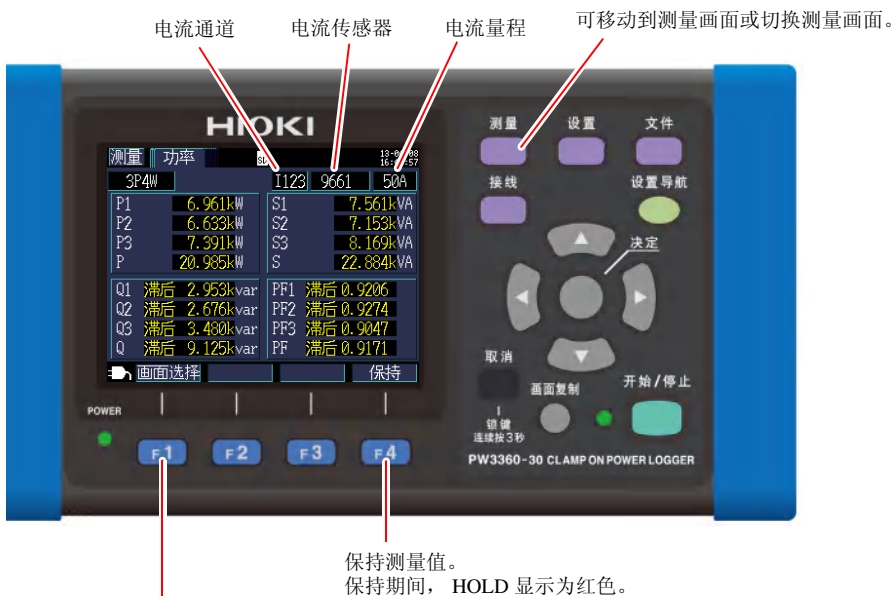 电流通道 电流传感器 电流量程 可移动到测量画面或切换测量画面。
HIOKI
测量 设置 文件
测量 功率
3P4W I123 9661 50A
接线 设置导航
P1 6.961kW S1 7.561kVA
P2 6.633kW S2 7.153kVA
P3 7.391kW S3 8.169kVA
P 20.985kW S 22.884kVA
决定
Q1 滞后 2.953kvar PF1 滞后 0.9206
Q2 滞后 2.676kvar PF2 滞后 0.9274
Q3 滞后 3.480kvar PF3 滞后 0.9047
Q 滞后 9.125kvar PF 滞后 0.9171
画面选择 保持
取消 画面复制 开始/停止
锁键
连续按3秒
POWER
F1 F2 F3 F4
PW3360-30 CLAMP ON POWER LOGGER
保持测量值。
保持期间， HOLD 显示为红色。